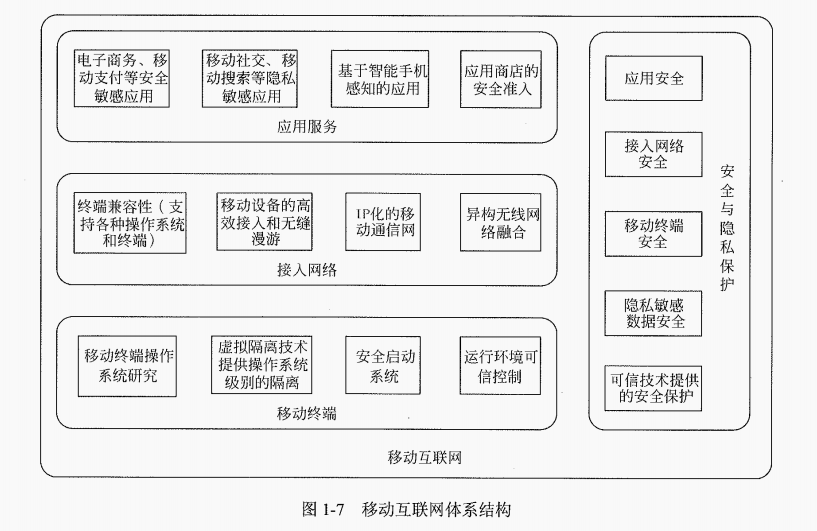 电子商务、移
动支付等安全
敏感应用
移动社交、移
动搜索等隐私
敏感应用
基于智能手机
感知的应用
应用商店的
安全准入
应用服务
终端兼容性（支
持各种操作系统
和终端）
移动设备的高
效接入和无缝
漫游
IP化的移
动通信网
异构无线网
络融合
接入网络
移动终端操作
系统研究
虚拟隔离技术
提供操作系统
级别的隔离
安全启动
系统
运行环境可
信控制
移动终端
应用安全
接入网络
安全
移动终端
安全
隐私敏感
数据安全
可信技术提供
的安全保护
安全与隐私保护
移动互联网
图 1-7 移动互联网体系结构